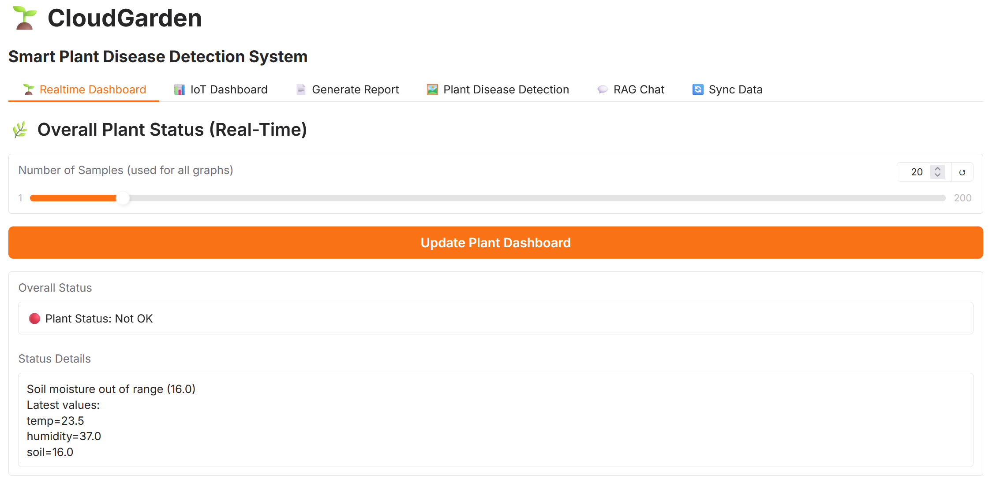 CloudGarden
Smart Plant Disease Detection System
Realtime Dashboard IoT Dashboard Generate Report Plant Disease Detection RAG Chat Sync Data
Overall Plant Status (Real-Time)
Number of Samples (used for all graphs) 20
1 200
Update Plant Dashboard
Overall Status
Plant Status: Not OK
Status Details
Soil moisture out of range (16.0)
Latest values:
temp=23.5
humidity=37.0
soil=16.0